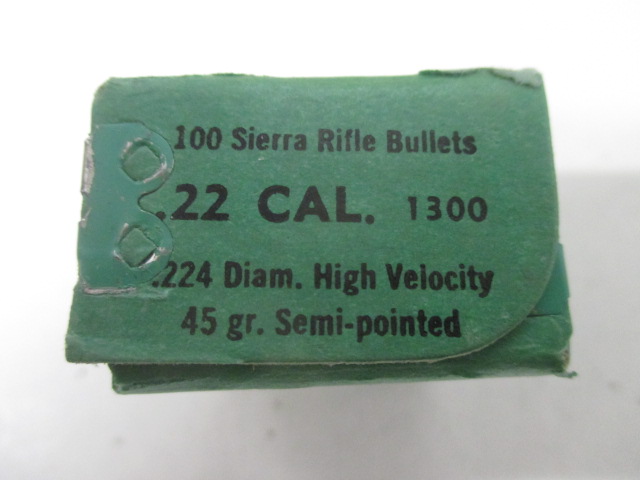 100 Sierra Rifle Bullets
.22 CAL. 1300
.224 Diam. High Velocity
45 gr. Semi-pointed